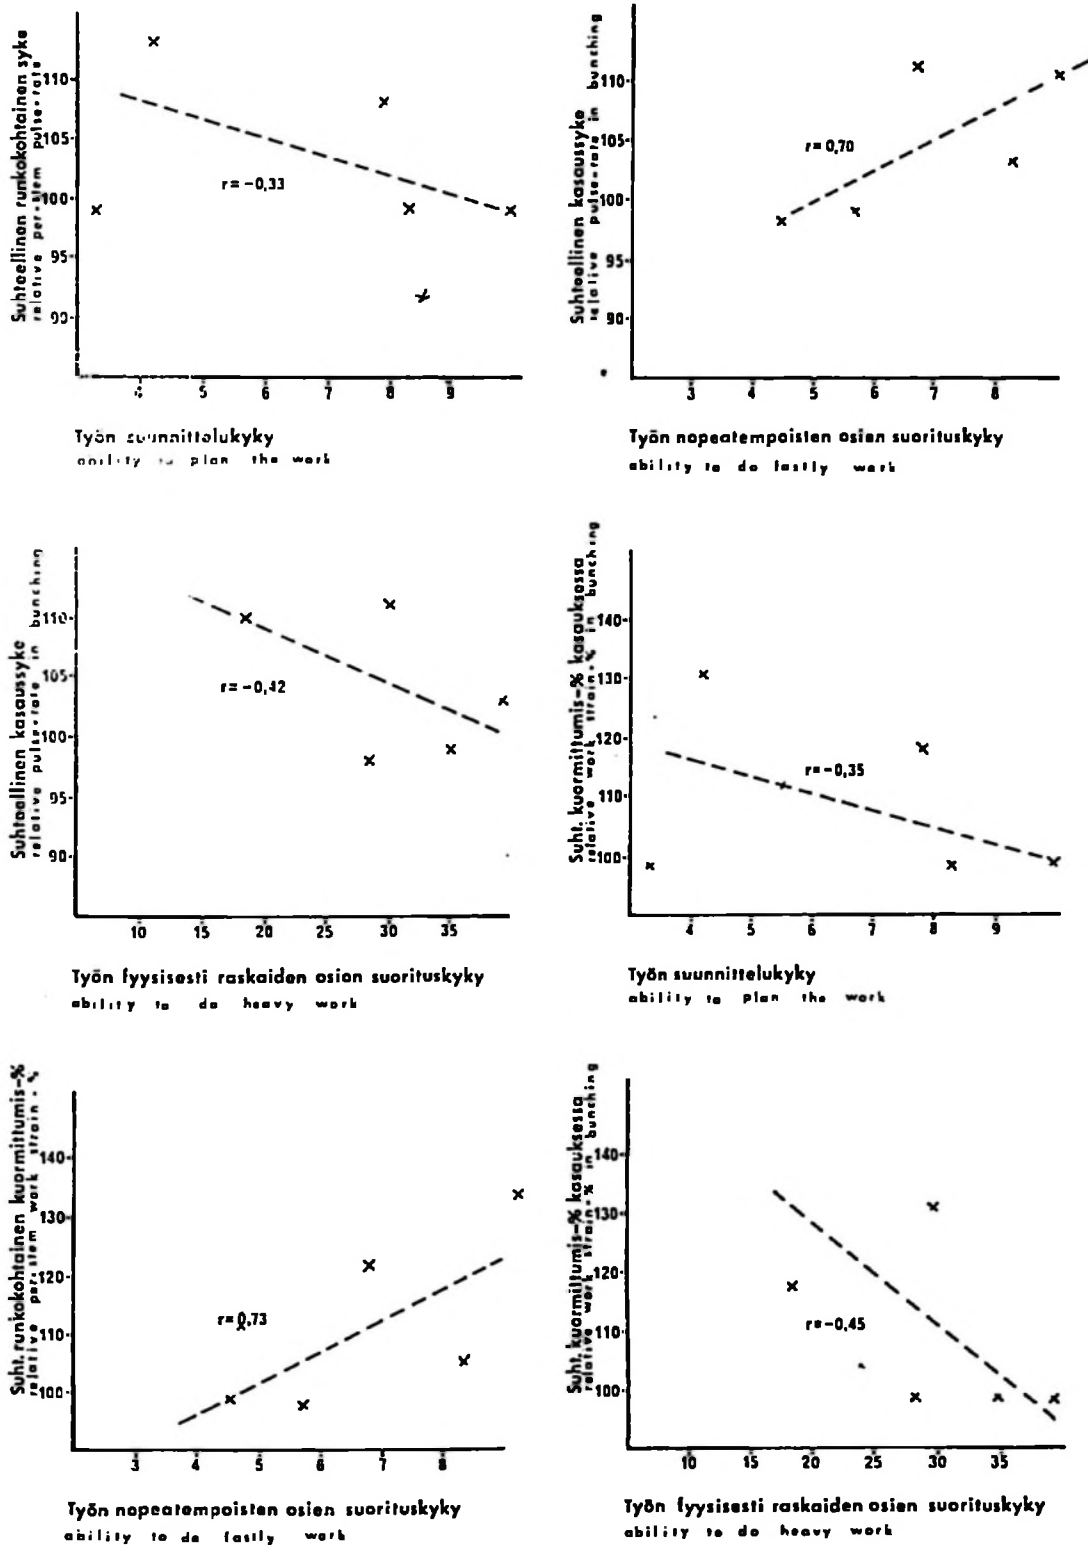 Suhteellinen runkokohtainen syke
relative per-stem pulse-rate
110
105
100
95
90
r=-0,33
4 5 6 7 8 9
Työn suunnittelukyky
ability to plan the work
Suhteellinen kasaussyke
relative pulse-rate in bunching
110
105
100
95
90
r=0,70
3 4 5 6 7 8
Työn nopeatempoisten osien suorituskyky
ability to do fastly work
Suhteellinen kasaussyke
relative pulse-rate in bunching
110
105
100
95
90
r=-0,42
10 20 25 30 35
Työn fyysisesti raskaiden osien suorituskyky
ability to do heavy work
Suht. kuormittumis-% kasauksessa
relative work strain-% in bunching
140
130
120
110
100
r=-0,35
4 5 6 7 8 9
Työn suunnittelukyky
ability to plan the work
Suht. runkokohtainen kuormittumis-%
relative per-stem work strain-%
140
130
120
110
100
r=0,73
3 4 5 6 7 8
Työn nopeatempoisten osien suorituskyky
ability to do fastly work
Suht. kuormittumis-% kasauksessa
relative work strain-% in bunching
140
130
120
110
100
r=-0,45
10 20 25 30 35
Työn fyysisesti raskaiden osien suorituskyky
ability to do heavy work